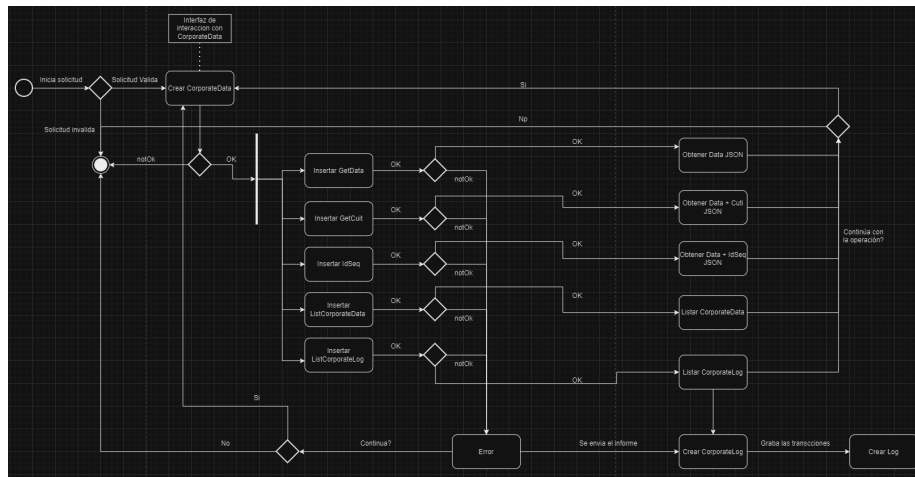 Interfaz de
interaccion con
CorporateData
Inicia solicitud
Solicitud Valida
Crear CorporateData
Si
Solicitud invalida
Np
notOk
OK
Insertar GetData
OK
OK
notOk
Obtener Data JSON
Insertar GetCuit
OK
OK
notOk
Obtener Data + Cuti
JSON
Continúa con
la operación?
Insertar IdSeq
OK
OK
notOk
Obtener Data + IdSeq
JSON
Insertar
ListCorporateData
OK
OK
notOk
Listar CorporateData
Insertar
ListCorporateLog
OK
notOk
OK
Listar CorporateLog
Si
No
Continua?
Error
Se envia el informe
Crear CorporateLog
Graba las transcciones
Crear Log